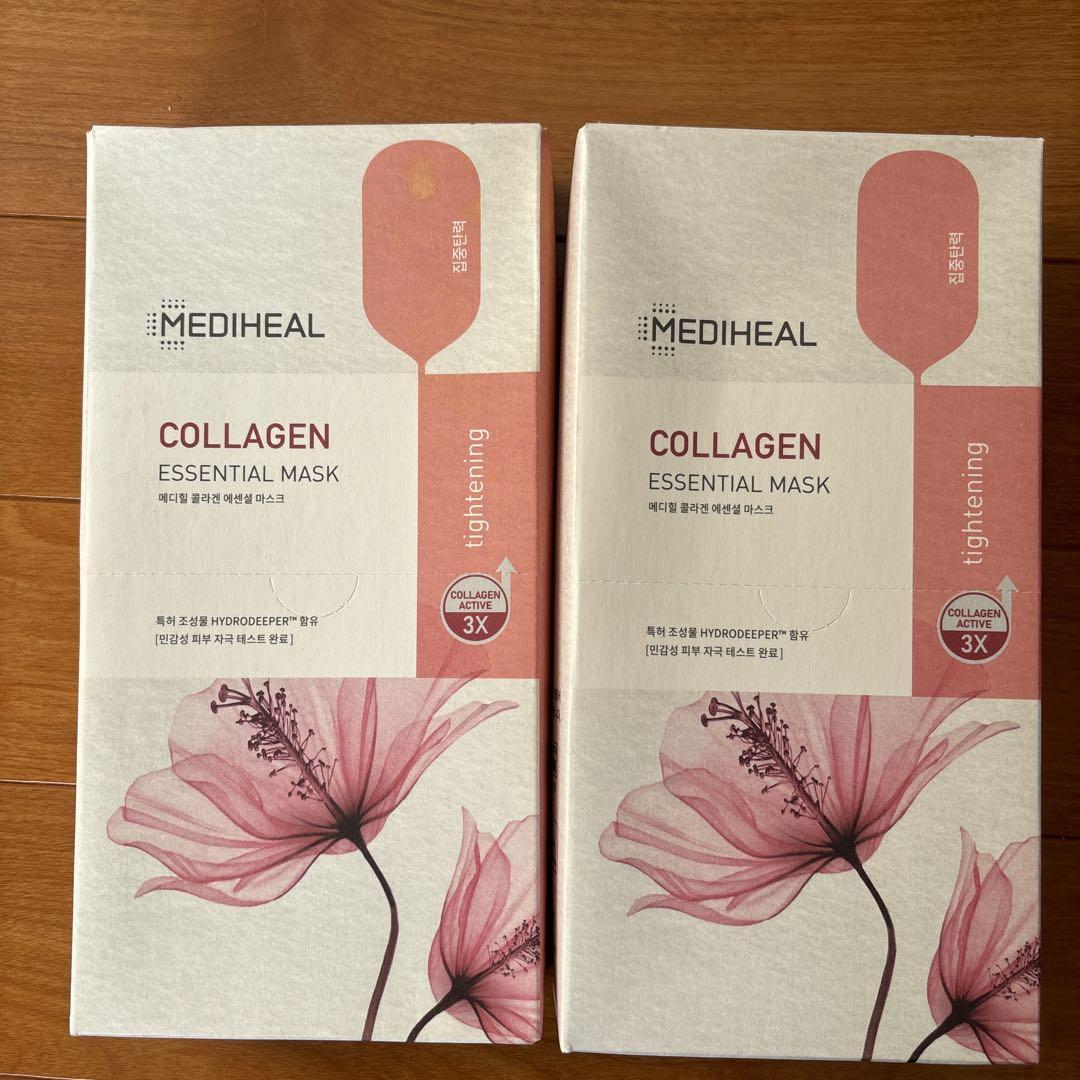 집중탄력
MEDIHEAL
COLLAGEN
ESSENTIAL MASK
메디힐 콜라겐 에센셜 마스크
tightening
COLLAGEN
ACTIVE
3X
특허 조성물 HYDRODEEPER™ 함유
[민감성 피부 자극 테스트 완료]
집중탄력
MEDIHEAL
COLLAGEN
ESSENTIAL MASK
메디힐 콜라겐 에센셜 마스크
tightening
COLLAGEN
ACTIVE
3X
특허 조성물 HYDRODEEPER™ 함유
[민감성 피부 자극 테스트 완료]